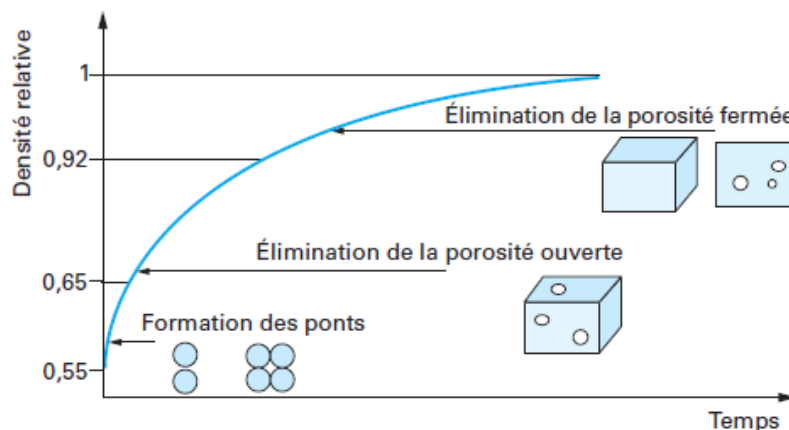 Densité relative
1
Élimination de la porosité fermée
0,92
Élimination de la porosité ouverte
0,65
Formation des ponts
0,55
Temps